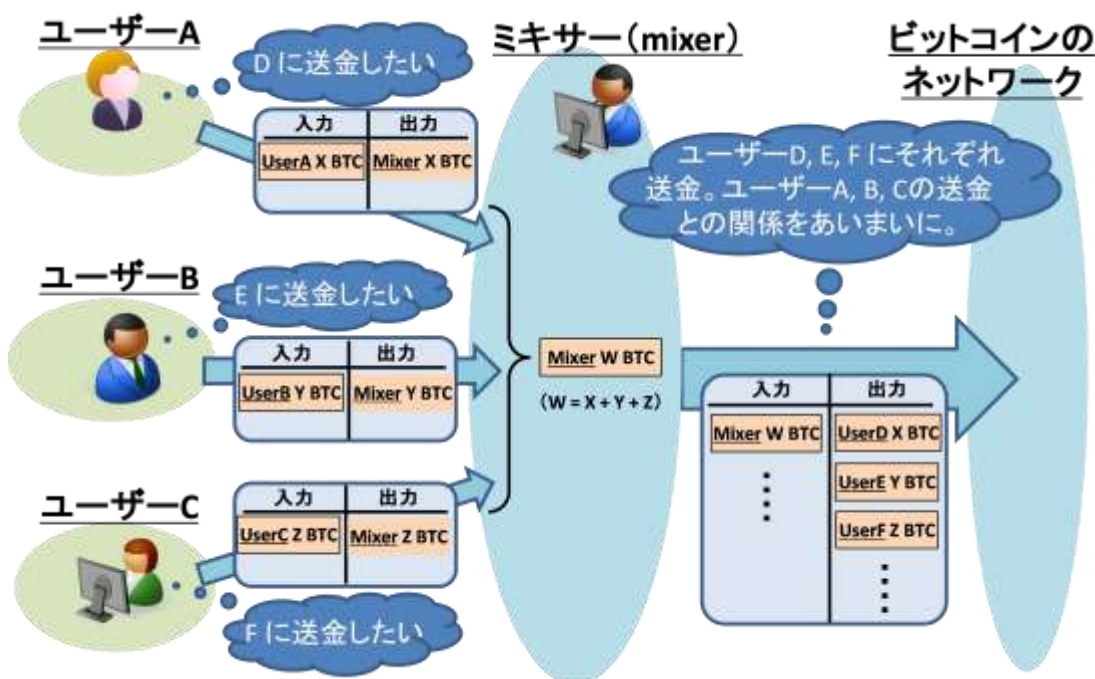 ユーザーA
Dに送金したい
入力 出力
UserA X BTC Mixer X BTC
ユーザーB
Eに送金したい
入力 出力
UserB Y BTC Mixer Y BTC
ユーザーC
入力 出力
UserC Z BTC Mixer Z BTC
Fに送金したい
ミキサー(mixer)
Mixer W BTC
(W = X + Y + Z)
ビットコインの
ネットワーク
ユーザーD, E, F にそれぞれ
送金。ユーザーA, B, Cの送金
との関係をあいまいに。
入力 出力
Mixer W BTC UserD X BTC
UserE Y BTC
UserF Z BTC